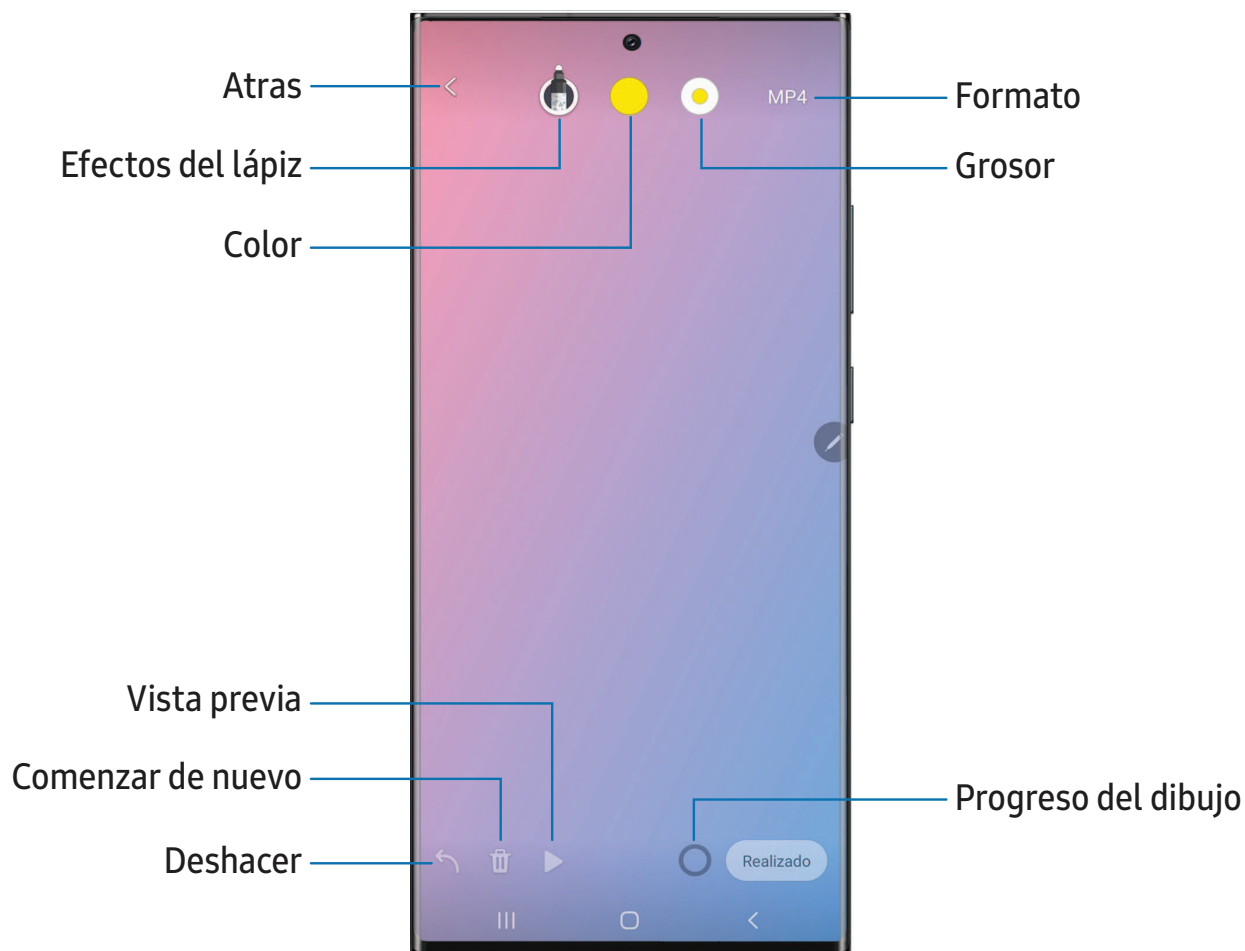 Atras
MP4
Formato
Efectos del lápiz
Grosor
Color
Vista previa
Comenzar de nuevo
Progreso del dibujo
Deshacer
Realizado